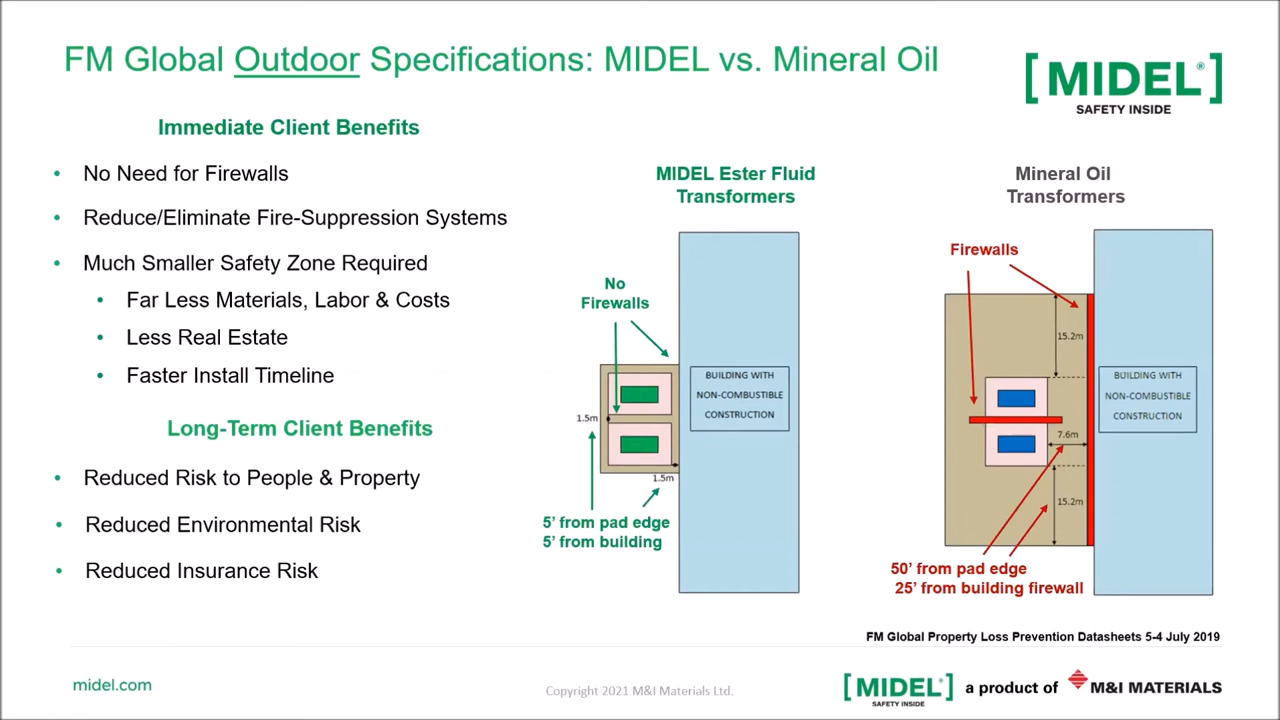 FM Global Outdoor Specifications: MIDEL vs. Mineral Oil
[MIDEL®]
SAFETY INSIDE
Immediate Client Benefits
• No Need for Firewalls
• Reduce/Eliminate Fire-Suppression Systems
• Much Smaller Safety Zone Required
• Far Less Materials, Labor & Costs
• Less Real Estate
• Faster Install Timeline
Long-Term Client Benefits
• Reduced Risk to People & Property
• Reduced Environmental Risk
• Reduced Insurance Risk
MIDEL Ester Fluid
Transformers
No
Firewalls
BUILDING WITH
NON-COMBUSTIBLE
CONSTRUCTION
1.5m
1.5m
5' from pad edge
5' from building
Mineral Oil
Transformers
Firewalls
15.2m
BUILDING WITH
NON-COMBUSTIBLE
CONSTRUCTION
7.6m
15.2m
50' from pad edge
25' from building firewall
FM Global Property Loss Prevention Datasheets 5-4 July 2019
midel.com
Copyright 2021 M&I Materials Ltd.
[MIDEL®]
SAFETY INSIDE
a product of
M&I MATERIALS